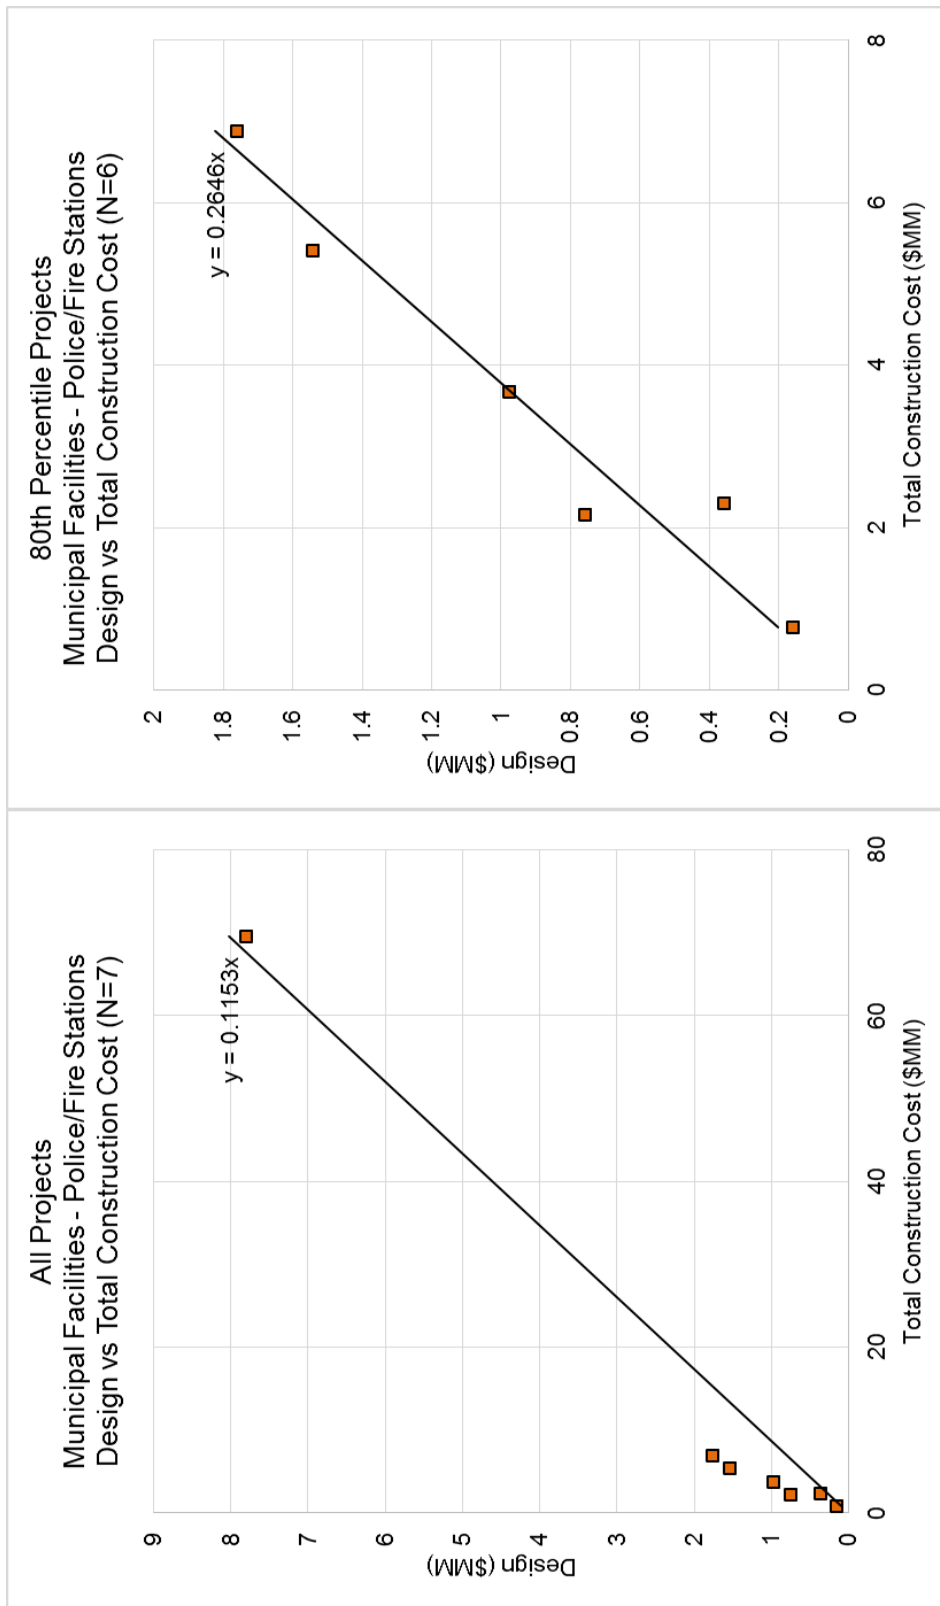 All Projects
Municipal Facilities - Police/Fire Stations
Design vs Total Construction Cost (N=7)
9
8
7
6
5
4
3
2
1
0
Design ($MM)
y = 0.1153x
0
20
40
60
80
Total Construction Cost ($MM)
80th Percentile Projects
Municipal Facilities - Police/Fire Stations
Design vs Total Construction Cost (N=6)
2
1.8
1.6
1.4
1.2
1
0.8
0.6
0.4
0.2
0
Design ($MM)
y = 0.2646x
0
2
4
6
8
Total Construction Cost ($MM)